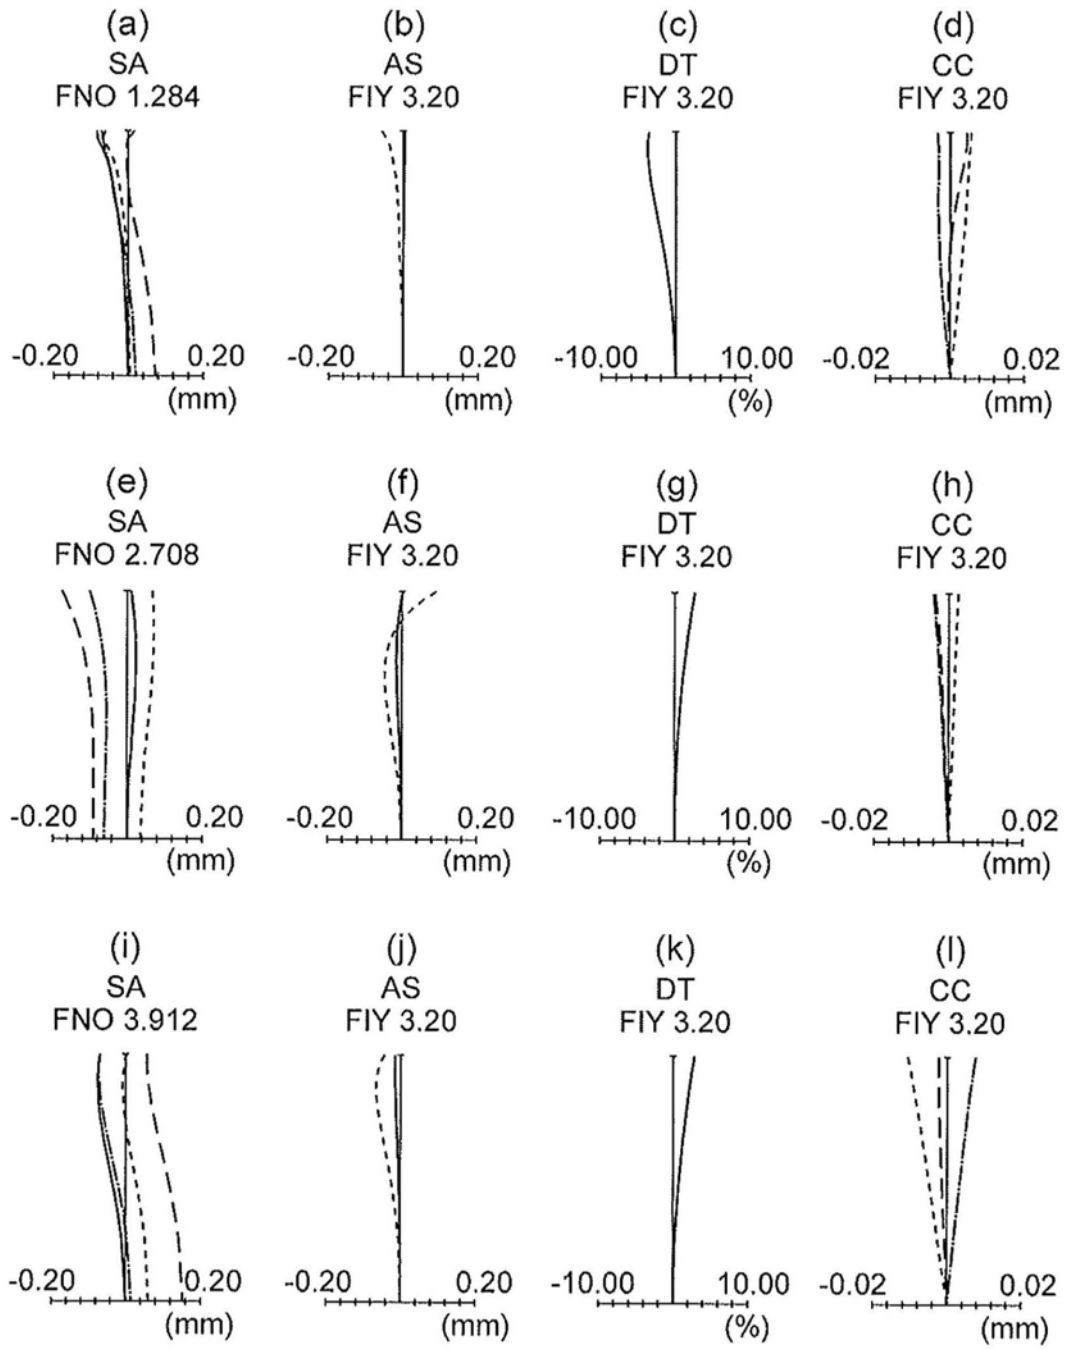 (a) (b) (c) (d)
SA AS DT CC
FNO 1.284 FIY 3.20 FIY 3.20 FIY 3.20
-0.20 0.20 -0.20 0.20 -10.00 10.00 -0.02 0.02
(mm) (mm) (%) (mm)
(e) (f) (g) (h)
SA AS DT CC
FNO 2.708 FIY 3.20 FIY 3.20 FIY 3.20
-0.20 0.20 -0.20 0.20 -10.00 10.00 -0.02 0.02
(mm) (mm) (%) (mm)
(i) (j) (k) (l)
SA AS DT CC
FNO 3.912 FIY 3.20 FIY 3.20 FIY 3.20
-0.20 0.20 -0.20 0.20 -10.00 10.00 -0.02 0.02
(mm) (mm) (%) (mm)